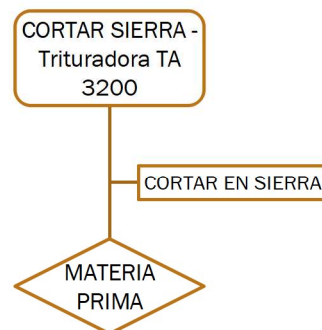 CORTAR SIERRA -
Trituradora TA
3200
CORTAR EN SIERRA
MATERIA
PRIMA